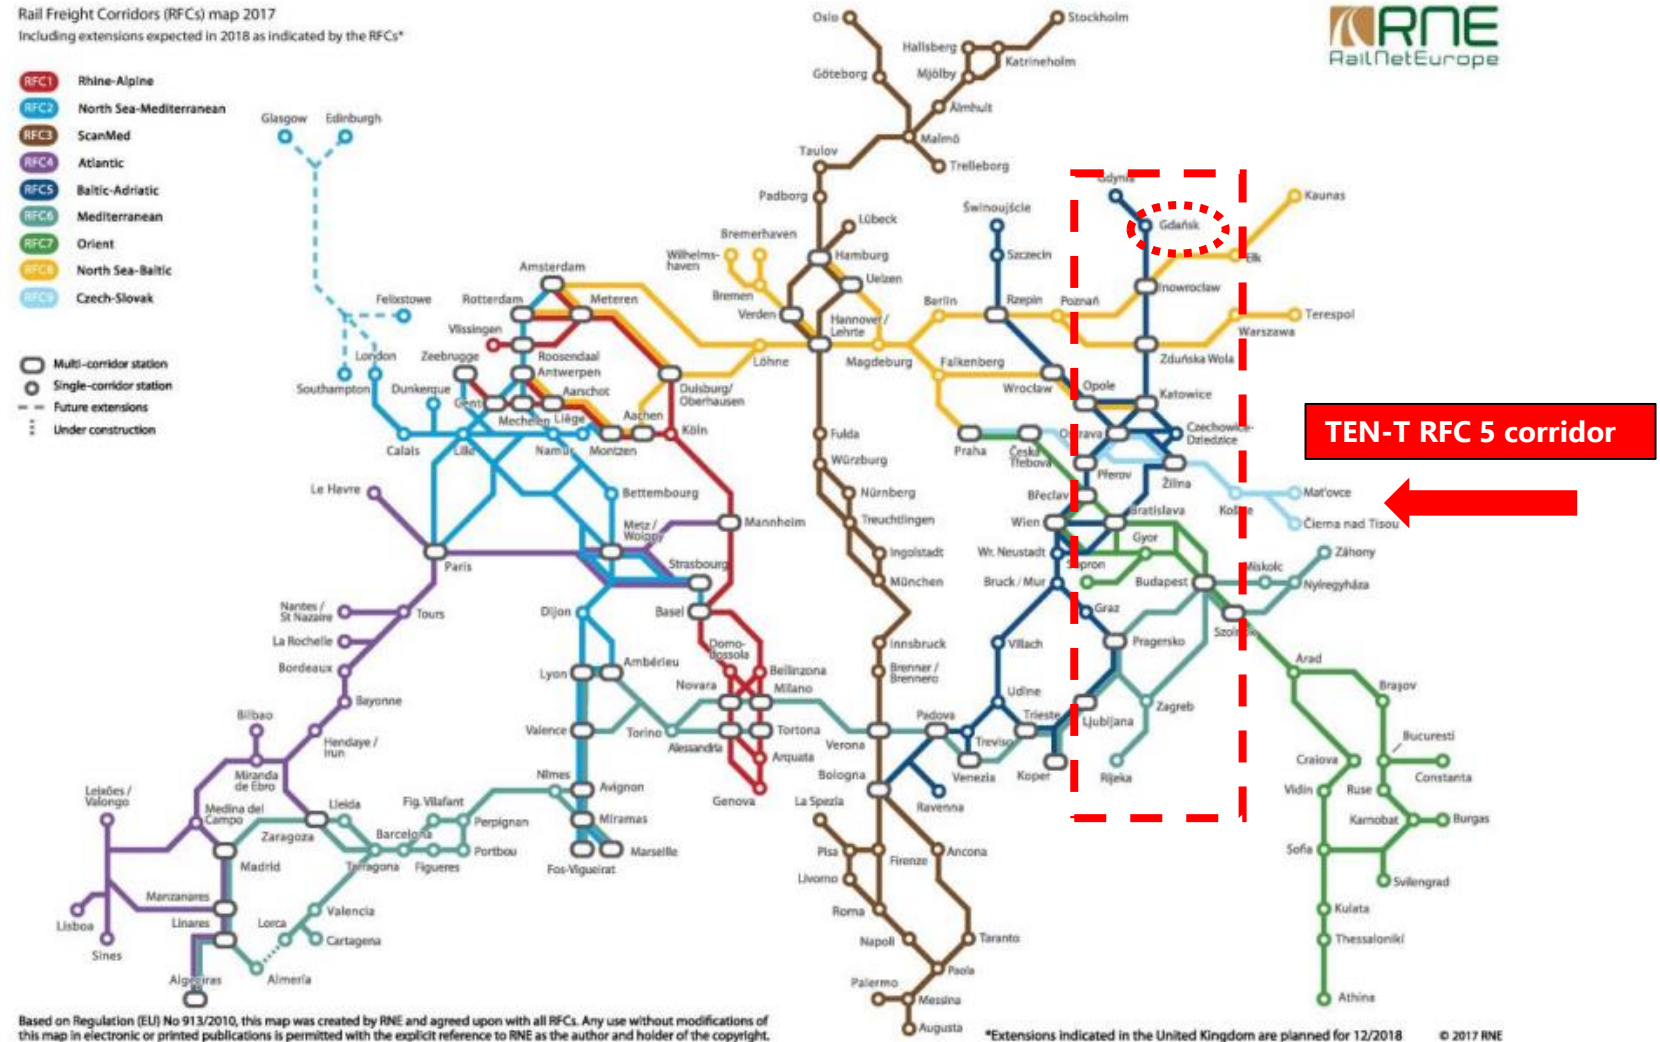 Rail Freight Corridors (RFCs) map 2017
Including extensions expected in 2018 as indicated by the RFCs*
RNE
RailNetEurope
RFC1 Rhine-Alpine
RFC2 North Sea-Mediterranean
RFC3 ScanMed
RFC4 Atlantic
RFC5 Baltic-Adriatic
RFC6 Mediterranean
RFC7 Orient
RFC8 North Sea-Baltic
RFC9 Czech-Slovak
Multi-corridor station
Single-corridor station
Future extensions
Under construction
Oslo
Stockholm
Hallsberg
Katrineholm
Göteborg
Mjölby
Älmhult
Malmö
Taulov
Trelleborg
Padborg
Glasgow
Edinburgh
Gdynia
Gdańsk
Kaunas
Świnoujście
Szczecin
Lübeck
Bremerhaven
Wilhelms-
haven
Hamburg
Uelzen
Ełk
Amsterdam
Bremen
Inowrocław
Felixstowe
Rotterdam
Meteren
Verden
Hannover/
Lehrte
Berlin
Rzepin
Poznań
Terespol
Warszawa
Vlissingen
London
Zeebrugge
Roosendaal
Löhne
Magdeburg
Falkenberg
Zduńska Wola
Southampton
Dunkerque
Antwerpen
Aarschot
Duisburg/
Oberhausen
Wrocław
Opole
Katowice
Gent
Mechelen
Liège
Aachen
Calais
Lille
Namur
Montzen
Köln
Fulda
Praha
Česká
Třebova
Ostrava
Czechowice-
Dziedzice
TEN-T RFC 5 corridor
Würzburg
Přerov
Žilina
Le Havre
Bettembourg
Nürnberg
Břeclav
Mat'ovce
Košice
Metz /
Woippy
Mannheim
Treuchtlingen
Wien
Bratislava
Čierna nad Tisou
Paris
Strasbourg
Ingolstadt
Wr. Neustadt
Gyor
Záhony
Sopron
München
Bruck / Mur
Budapest
Miskolc
Nyíregyháza
Nantes /
St Nazaire
Tours
Dijon
Basel
Graz
Szolnok
La Rochelle
Domo-
dossola
Innsbruck
Villach
Pragersko
Bordeaux
Lyon
Ambérieu
Bellinzona
Brenner /
Brennero
Arad
Bayonne
Novara
Milano
Udine
Brașov
Bilbao
Zagreb
Hendaye /
Irun
Valence
Torino
Alessandria
Tortona
Verona
Padova
Treviso
Trieste
Ljubljana
Bucuresti
Arquata
Miranda
de Ebro
Nîmes
Avignon
Bologna
Venezia
Koper
Rijeka
Craiova
Constanta
Leixões /
Valongo
Medina del
Campo
Lleida
Fig. Vilafant
Genova
La Spezia
Ravenna
Vidin
Ruse
Zaragoza
Barcelona
Perpignan
Miramas
Karnobat
Burgas
Madrid
Tarragona
Figueres
Portbou
Fos-Vigueirat
Marseille
Pisa
Firenze
Ancona
Sofia
Livorno
Svilengrad
Manzanares
Linares
Lorca
Valencia
Roma
Kulata
Lisboa
Cartagena
Napoli
Taranto
Thessaloniki
Sines
Algeciras
Almería
Paola
Palermo
Messina
Athina
Augusta
Based on Regulation (EU) No 913/2010, this map was created by RNE and agreed upon with all RFCs. Any use without modifications of
this map in electronic or printed publications is permitted with the explicit reference to RNE as the author and holder of the copyright.
*Extensions indicated in the United Kingdom are planned for 12/2018
© 2017 RNE